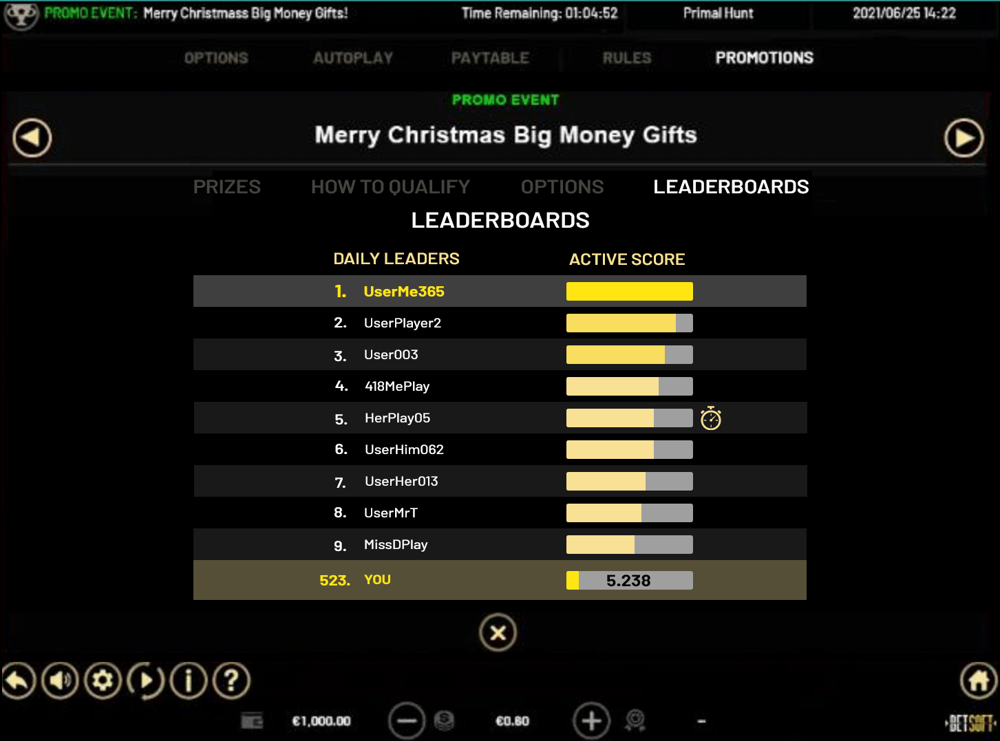 PROMO EVENT: Merry Christmass Big Money Gifts! Time Remaining: 01:04:52 Primal Hunt 2021/06/25 14:22
OPTIONS AUTOPLAY PAYTABLE RULES PROMOTIONS
PROMO EVENT
Merry Christmas Big Money Gifts
PRIZES HOW TO QUALIFY OPTIONS LEADERBOARDS
LEADERBOARDS
DAILY LEADERS ACTIVE SCORE
1. UserMe365
2. UserPlayer2
3. User003
4. 418MePlay
5. HerPlay05
6. UserHim062
7. UserHer013
8. UserMrT
9. MissDPlay
523. YOU 5.238
€1,000.00 €0.60 -
BETSOFT